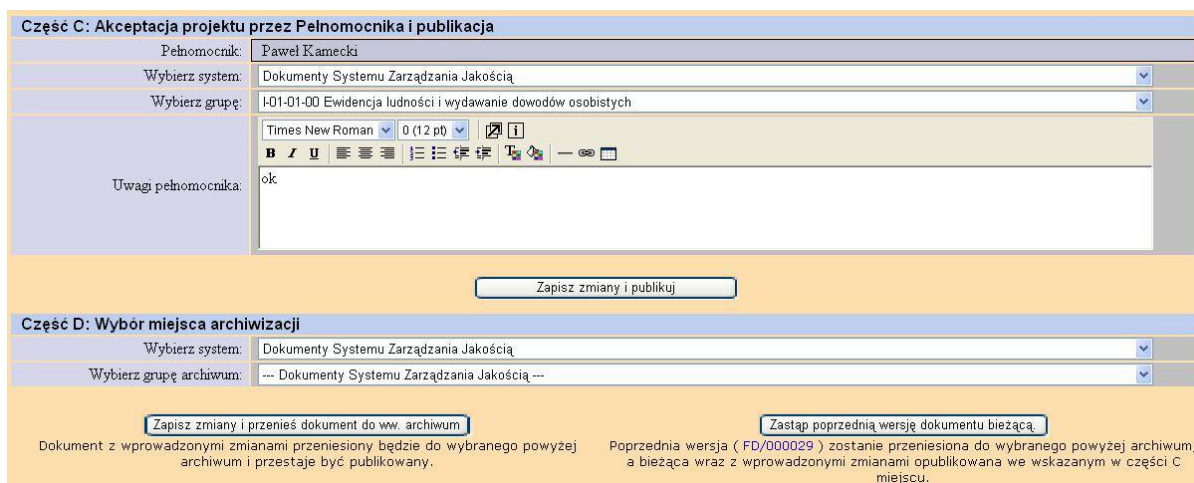 Część C: Akceptacja projektu przez Pełnomocnika i publikacja
Pełnomocnik: Paweł Kamecki
Wybierz system: Dokumenty Systemu Zarządzania Jakością
Wybierz grupę: I-01-01-00 Ewidencja ludności i wydawanie dowodów osobistych
Times New Roman 0 (12 pt)
B I U
Uwagi pełnomocnika: ok
Zapisz zmiany i publikuj
Część D: Wybór miejsca archiwizacji
Wybierz system: Dokumenty Systemu Zarządzania Jakością
Wybierz grupę archiwum: --- Dokumenty Systemu Zarządzania Jakością ---
Zapisz zmiany i przenieś dokument do ww. archiwum
Dokument z wprowadzonymi zmianami przeniesiony będzie do wybranego powyżej
archiwum i przestaje być publikowany.
Zastąp poprzednią wersję dokumentu bieżącą.
Poprzednia wersja ( FD/000029 ) zostanie przeniesiona do wybranego powyżej archiwum,
a bieżąca wraz z wprowadzonymi zmianami opublikowana we wskazanym w części C
miejscu.